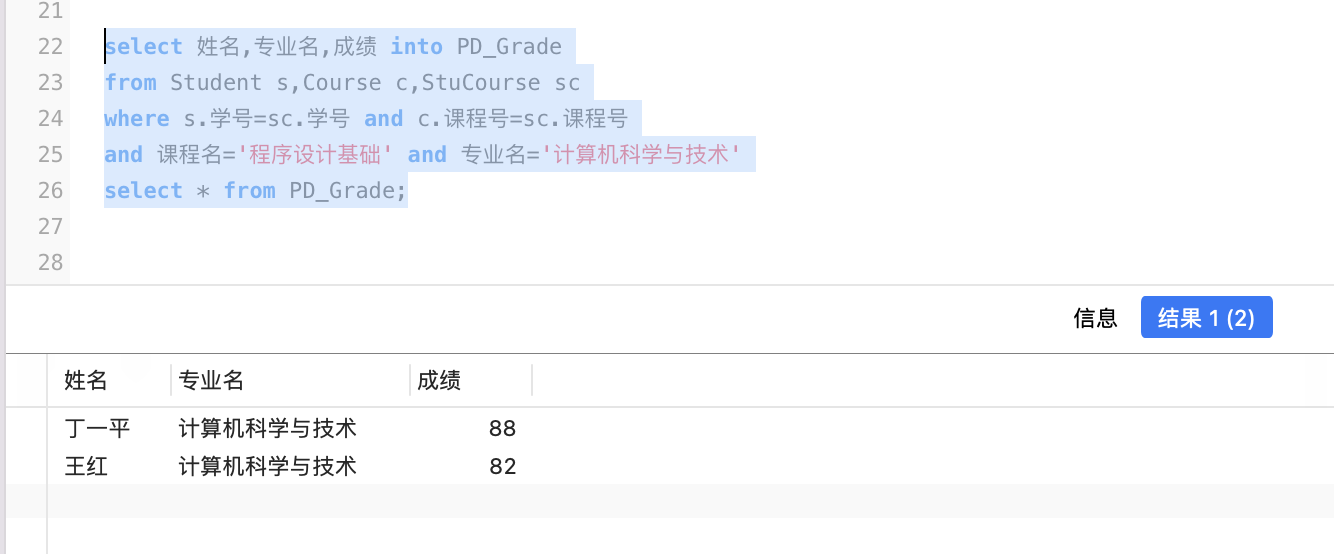 21
22 select 姓名,专业名,成绩 into PD_Grade
23 from Student s,Course c,StuCourse sc
24 where s.学号=sc.学号 and c.课程号=sc.课程号
25 and 课程名='程序设计基础' and 专业名='计算机科学与技术'
26 select * from PD_Grade;
27
28
信息 结果 1 (2)
姓名 专业名 成绩
丁一平 计算机科学与技术 88
王红 计算机科学与技术 82